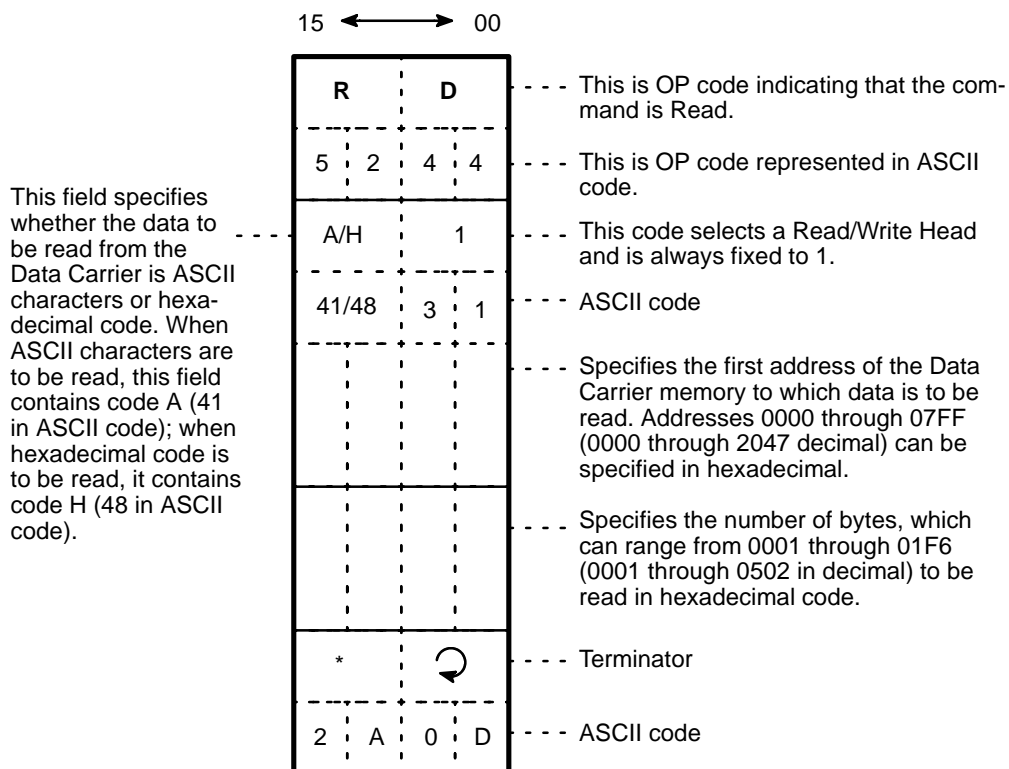 15 00
R D
This is OP code indicating that the com-
mand is Read.
5 2 4 4
This is OP code represented in ASCII
code.
This field specifies
whether the data to
be read from the
Data Carrier is ASCII
characters or hexa-
decimal code. When
ASCII characters are
to be read, this field
contains code A (41
in ASCII code); when
hexadecimal code is
to be read, it contains
code H (48 in ASCII
code).
A/H 1
This code selects a Read/Write Head
and is always fixed to 1.
41/48 3 1
ASCII code
Specifies the first address of the Data
Carrier memory to which data is to be
read. Addresses 0000 through 07FF
(0000 through 2047 decimal) can be
specified in hexadecimal.
Specifies the number of bytes, which
can range from 0001 through 01F6
(0001 through 0502 in decimal) to be
read in hexadecimal code.
*
Terminator
2 A 0 D
ASCII code